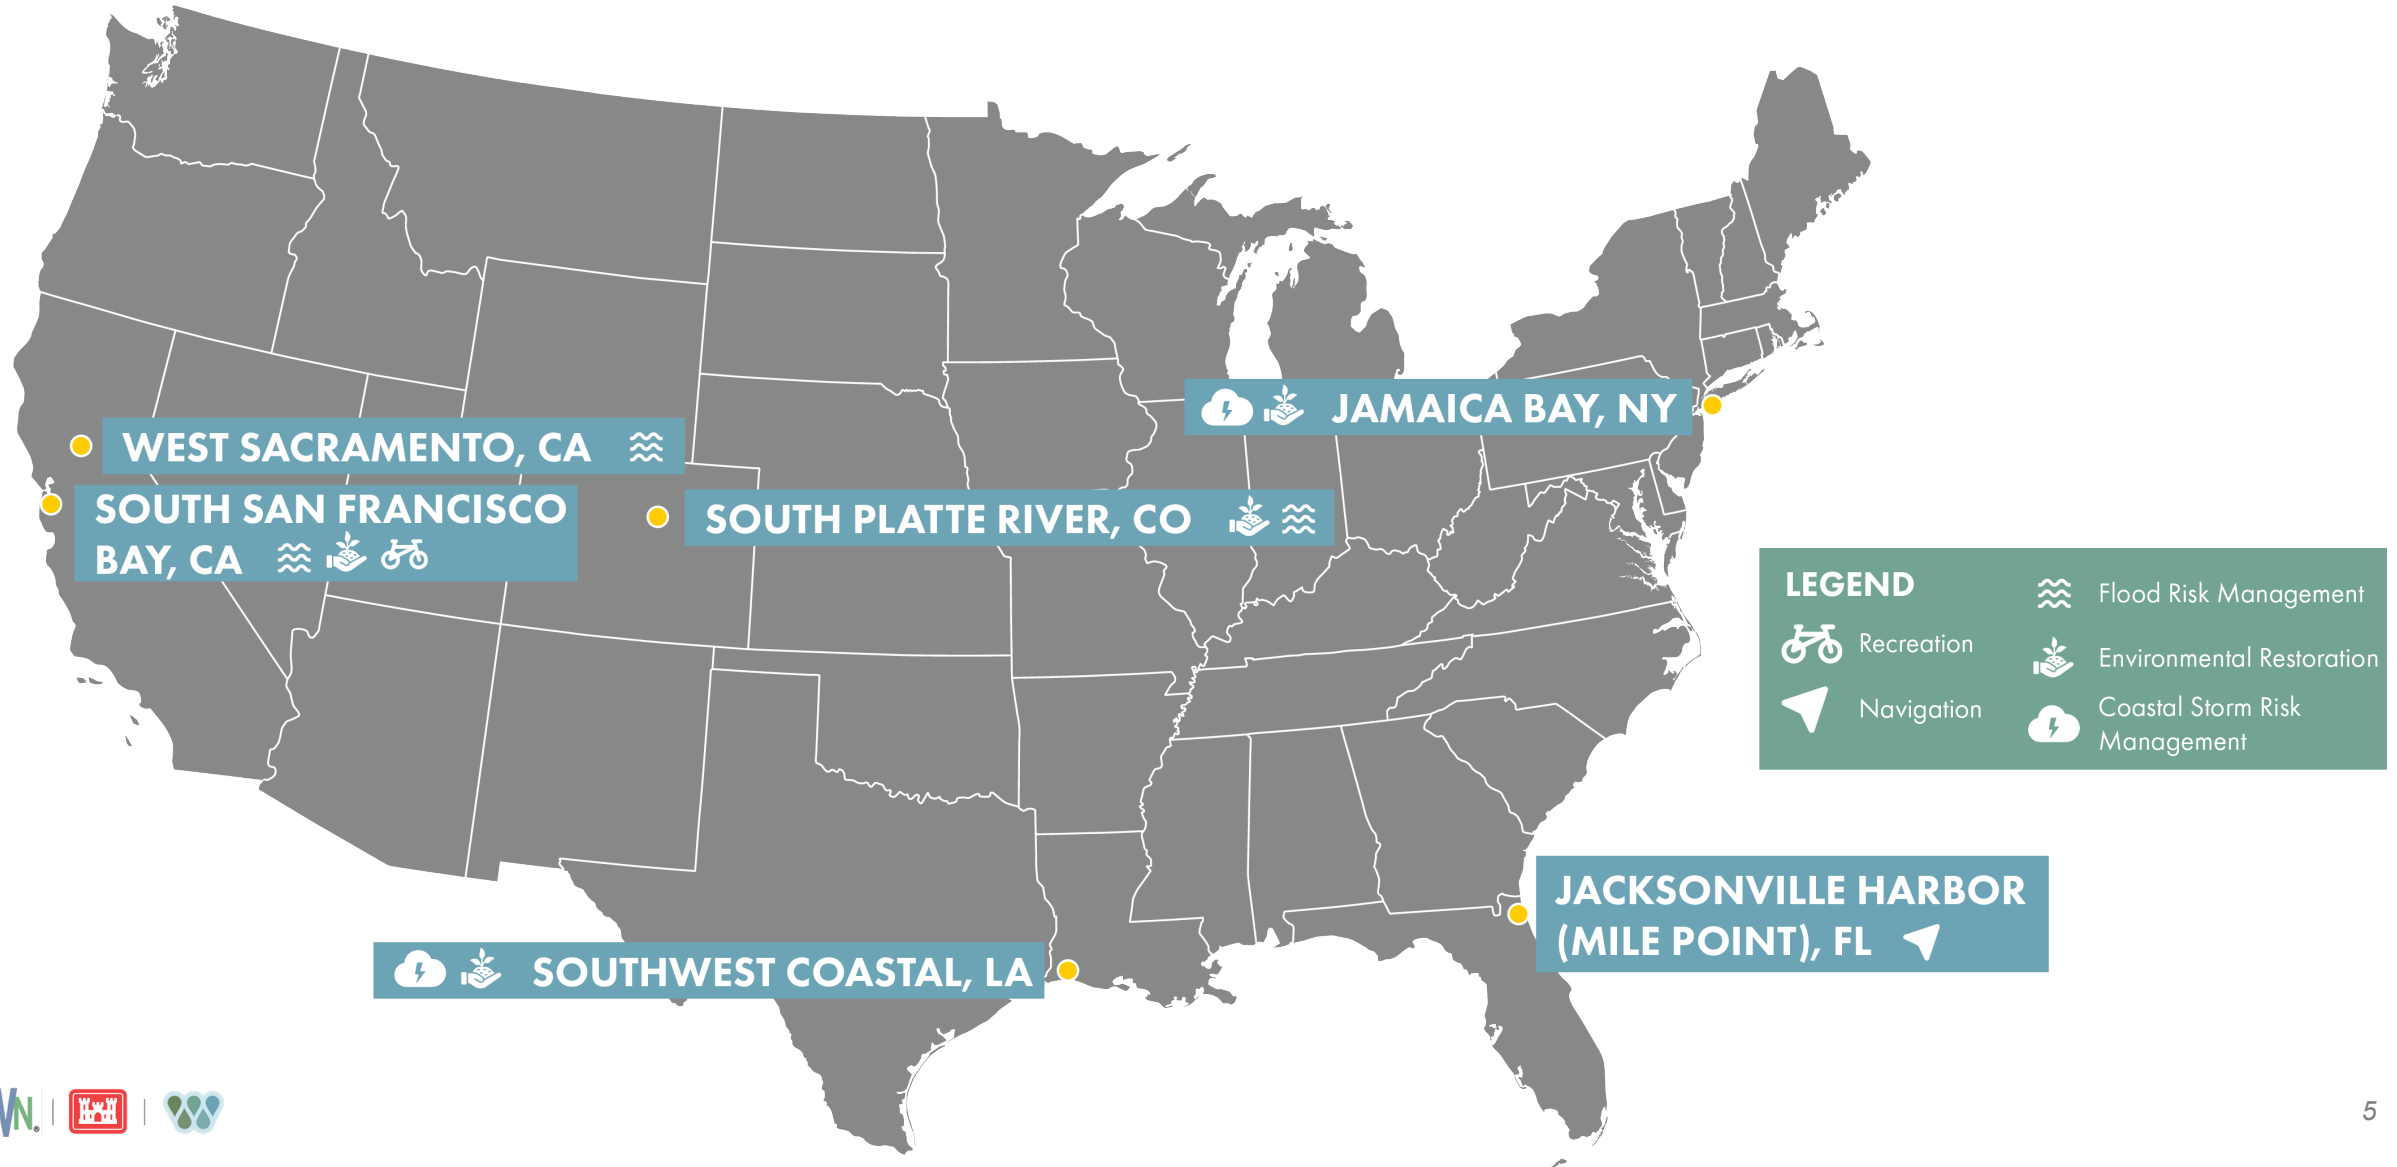 JAMAICA BAY, NY
WEST SACRAMENTO, CA
SOUTH SAN FRANCISCO
BAY, CA
SOUTH PLATTE RIVER, CO
LEGEND
Recreation
Navigation
Flood Risk Management
Environmental Restoration
Coastal Storm Risk
Management
JACKSONVILLE HARBOR
(MILE POINT), FL
SOUTHWEST COASTAL, LA
5